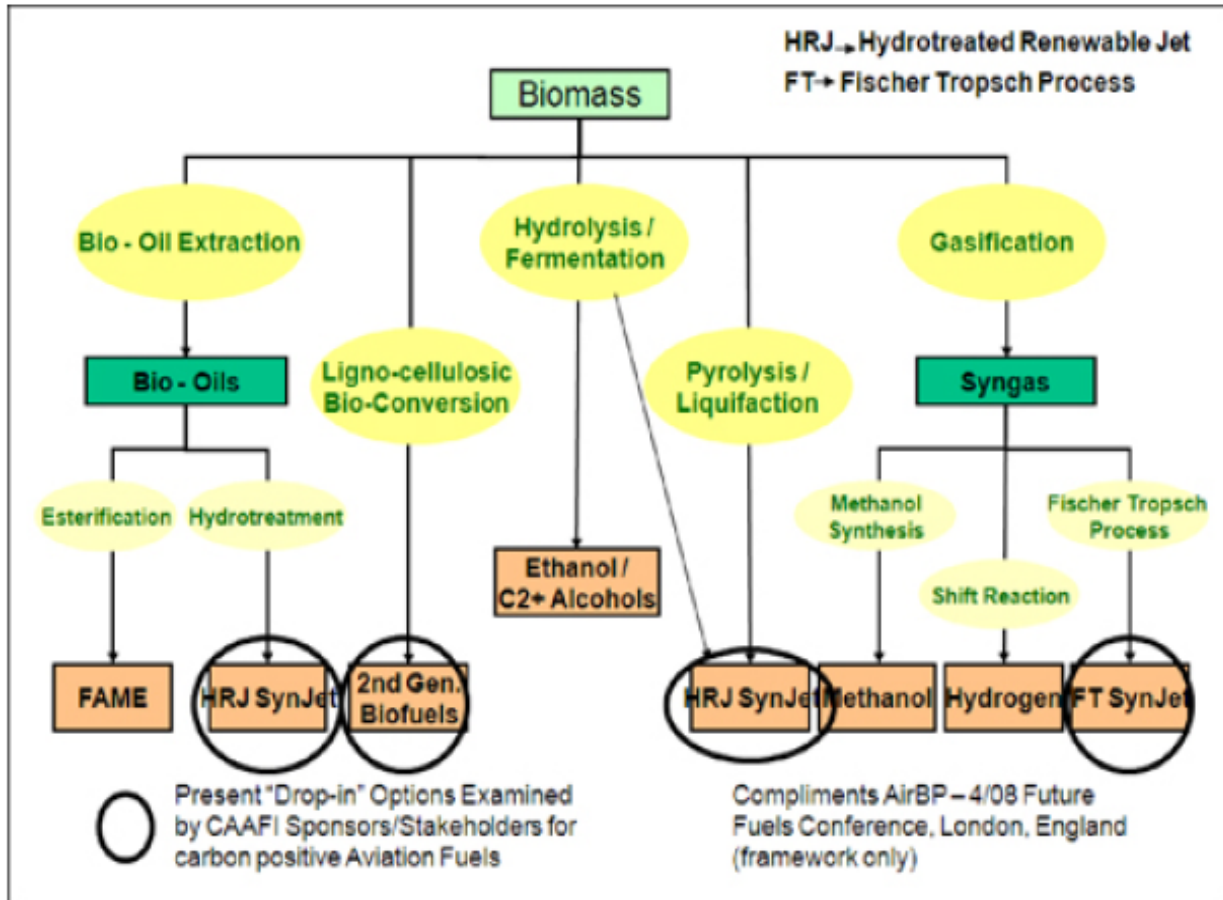 HRJ→Hydrotreated Renewable Jet
FT→ Fischer Tropsch Process
Biomass
Bio - Oil Extraction
Hydrolysis /
Fermentation
Gasification
Bio - Oils
Ligno-cellulosic
Bio-Conversion
Pyrolysis /
Liquifaction
Syngas
Esterification
Hydrotreatment
Methanol
Synthesis
Fischer Tropsch
Process
Ethanol /
C2+ Alcohols
Shift Reaction
FAME
HRJ SynJet
2nd Gen.
Biofuels
HRJ SynJet
Methanol
Hydrogen
FT SynJet
Present "Drop-in" Options Examined
by CAAFI Sponsors/Stakeholders for
carbon positive Aviation Fuels
Compliments AirBP – 4/08 Future
Fuels Conference, London, England
(framework only)